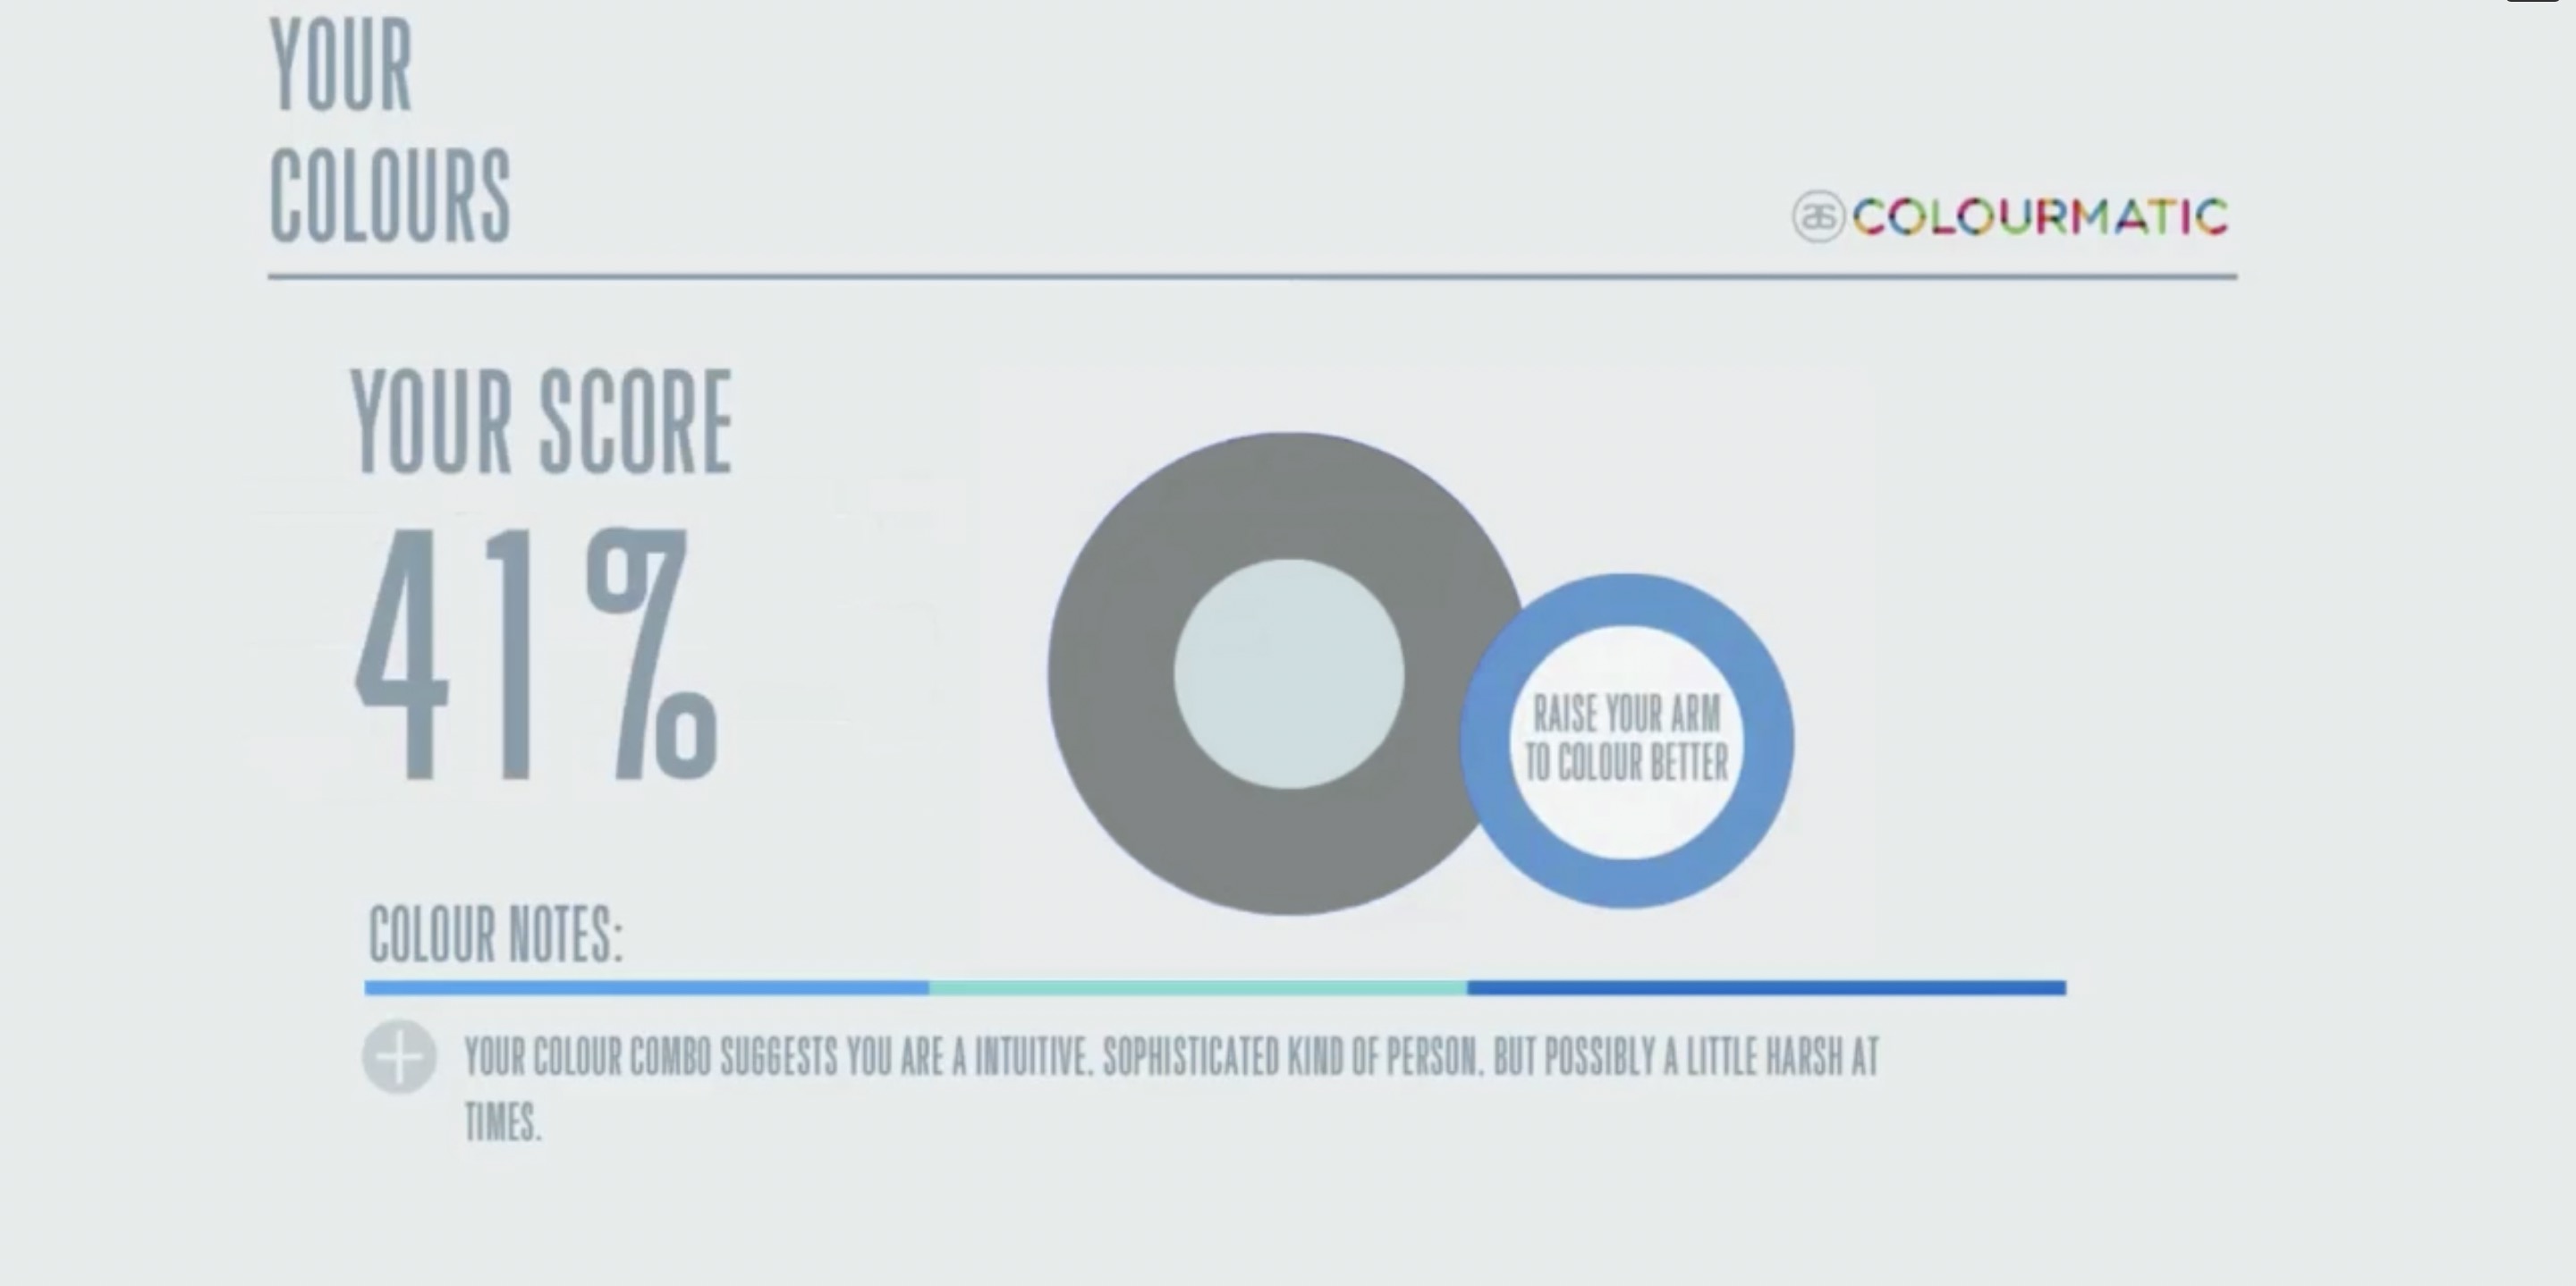 YOUR
COLOURS
COLOURMATIC
YOUR SCORE
41%
RAISE YOUR ARM
TO COLOUR BETTER
COLOUR NOTES:
YOUR COLOUR COMBO SUGGESTS YOU ARE A INTUITIVE. SOPHISTICATED KIND OF PERSON. BUT POSSIBLY A LITTLE HARSH AT
TIMES.